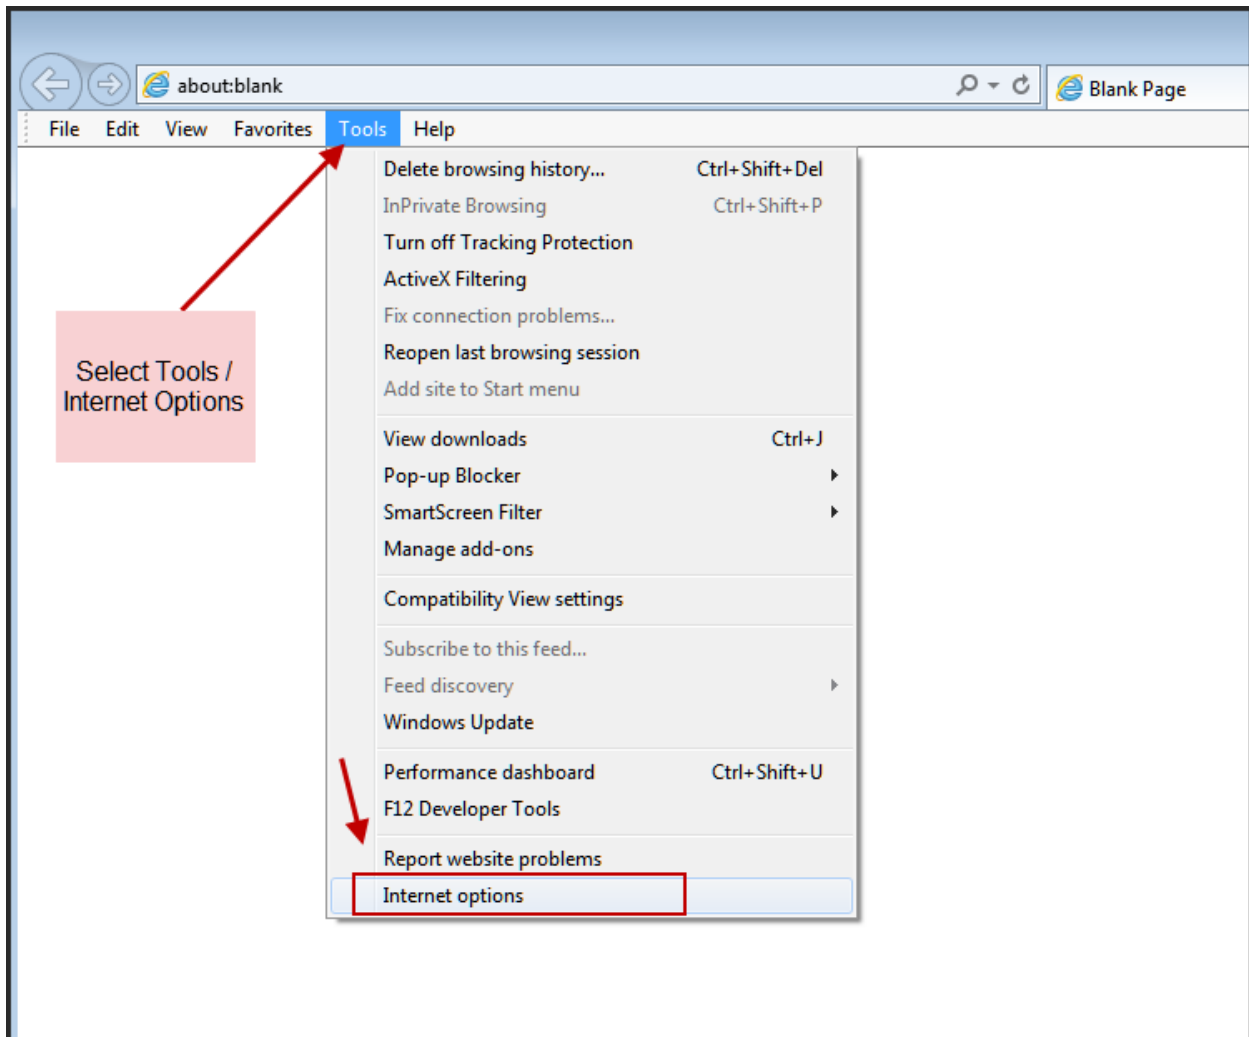 about:blank
Blank Page
File Edit View Favorites Tools Help
Delete browsing history... Ctrl+Shift+Del
InPrivate Browsing Ctrl+Shift+P
Turn off Tracking Protection
ActiveX Filtering
Fix connection problems...
Reopen last browsing session
Add site to Start menu
Select Tools /
Internet Options
View downloads Ctrl+J
Pop-up Blocker
SmartScreen Filter
Manage add-ons
Compatibility View settings
Subscribe to this feed...
Feed discovery
Windows Update
Performance dashboard Ctrl+Shift+U
F12 Developer Tools
Report website problems
Internet options